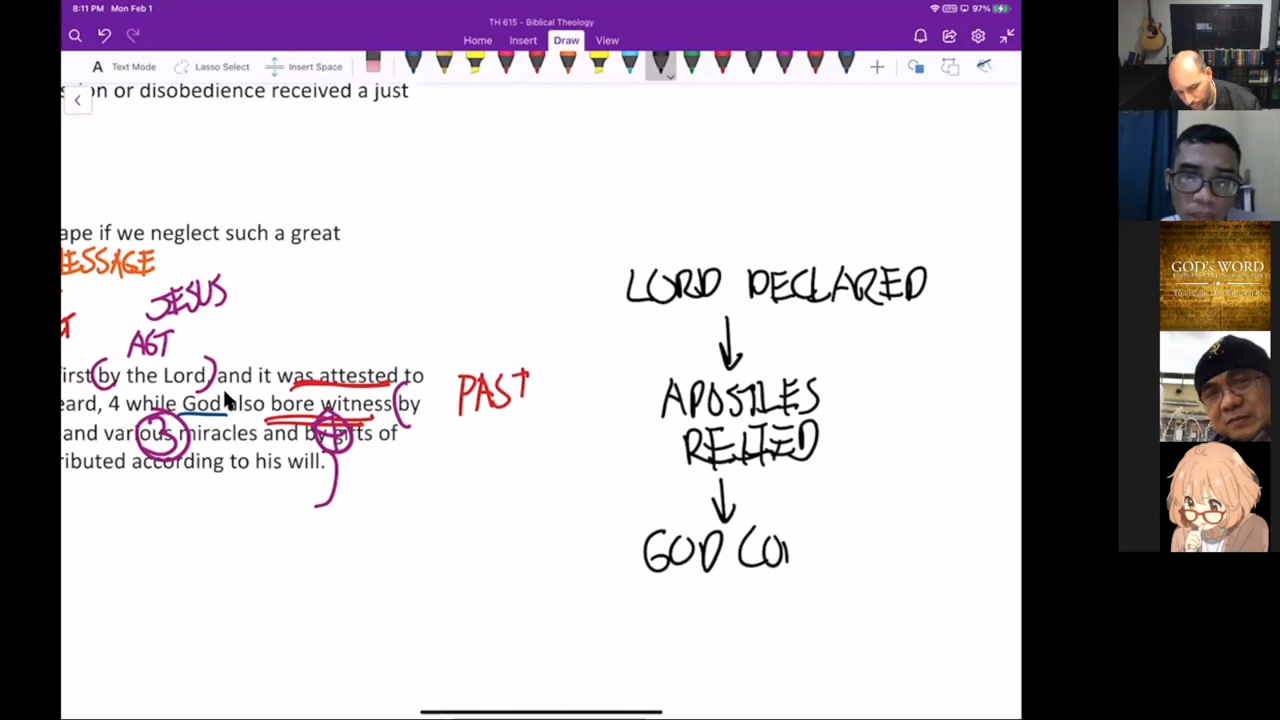 8:11 PM Mon Feb 1
97%
TH 615 - Biblical Theology
Home Insert Draw View
Text Mode Lasso Select Insert Space
or disobedience received a just
ape if we neglect such a great
ESSAGE
JESUS
AGT
by the Lord, and it was attested to
eard, 4 while God also bore witness by
and various miracles and by gifts of
3 4
ributed according to his will.
PAST
LORD DECLARED
APOSTLES
GOD CO
GOD's WORD